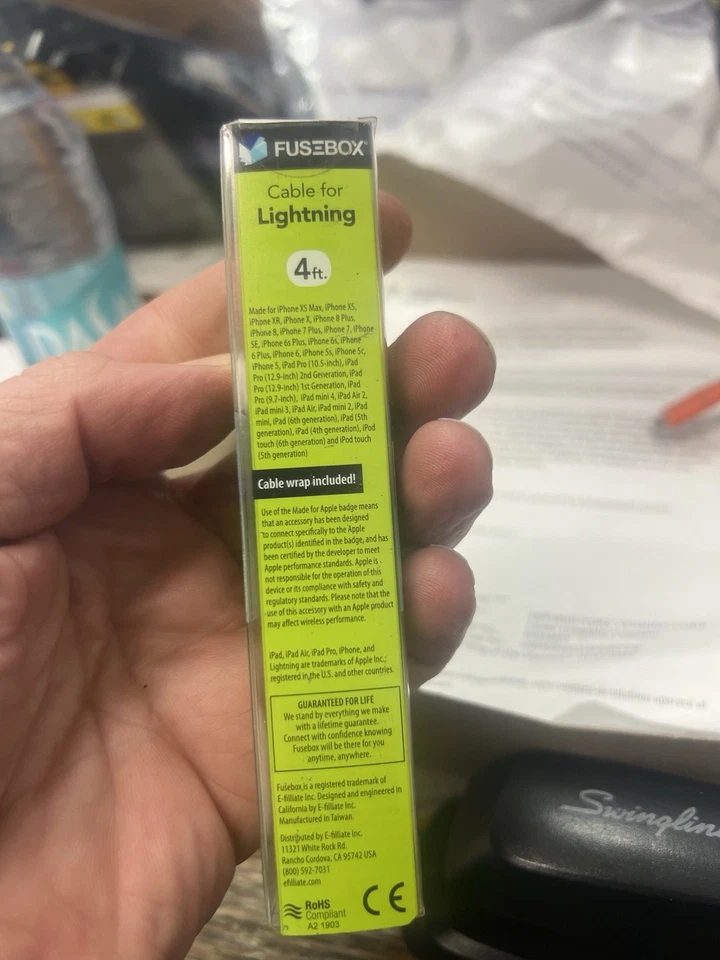 FUSEBOX
Cable for
Lightning
4ft.
Made for iPhone XS Max, iPhone XS,
iPhone XR, iPhone X, iPhone 8 Plus,
iPhone 8, iPhone 7 Plus, iPhone 7, iPhone
SE, iPhone 6s Plus, iPhone 6s, iPhone
6 Plus, iPhone 6, iPhone 5s, iPhone 5c,
iPhone 5, iPad Pro (10.5-inch), iPad
Pro (12.9-inch) 2nd Generation, iPad
Pro (12.9-inch) 1st Generation, iPad
Pro (9.7-inch), iPad mini 4, iPad Air 2,
iPad mini 3, iPad Air, iPad mini 2, iPad
mini, iPad (6th generation), iPad (5th
generation), iPad (4th generation), iPod
touch (6th generation) and iPod touch
(5th generation)
Cable wrap included!
Use of the Made for Apple badge means
that an accessory has been designed
to connect specifically to the Apple
product(s) identified in the badge, and has
been certified by the developer to meet
Apple performance standards. Apple is
not responsible for the operation of this
device or its compliance with safety and
regulatory standards. Please note that the
use of this accessory with an Apple product
may affect wireless performance.
iPad, iPad Air, iPad Pro, iPhone, and
Lightning are trademarks of Apple Inc.;
registered in the U.S. and other countries.
GUARANTEED FOR LIFE
We stand by everything we make
with a lifetime guarantee.
Connect with confidence knowing
Fusebox will be there for you
anytime, anywhere.
Fusebox is a registered trademark of
E-filliate Inc. Designed and engineered in
California by E-filliate Inc.
Manufactured in Taiwan.
Distributed by E-filliate Inc.
11321 White Rock Rd.
Rancho Cordova, CA 95742 USA
(800) 592-7031
efilliate.com
RoHS
Compliant
A2 1903
CE
Swinglin